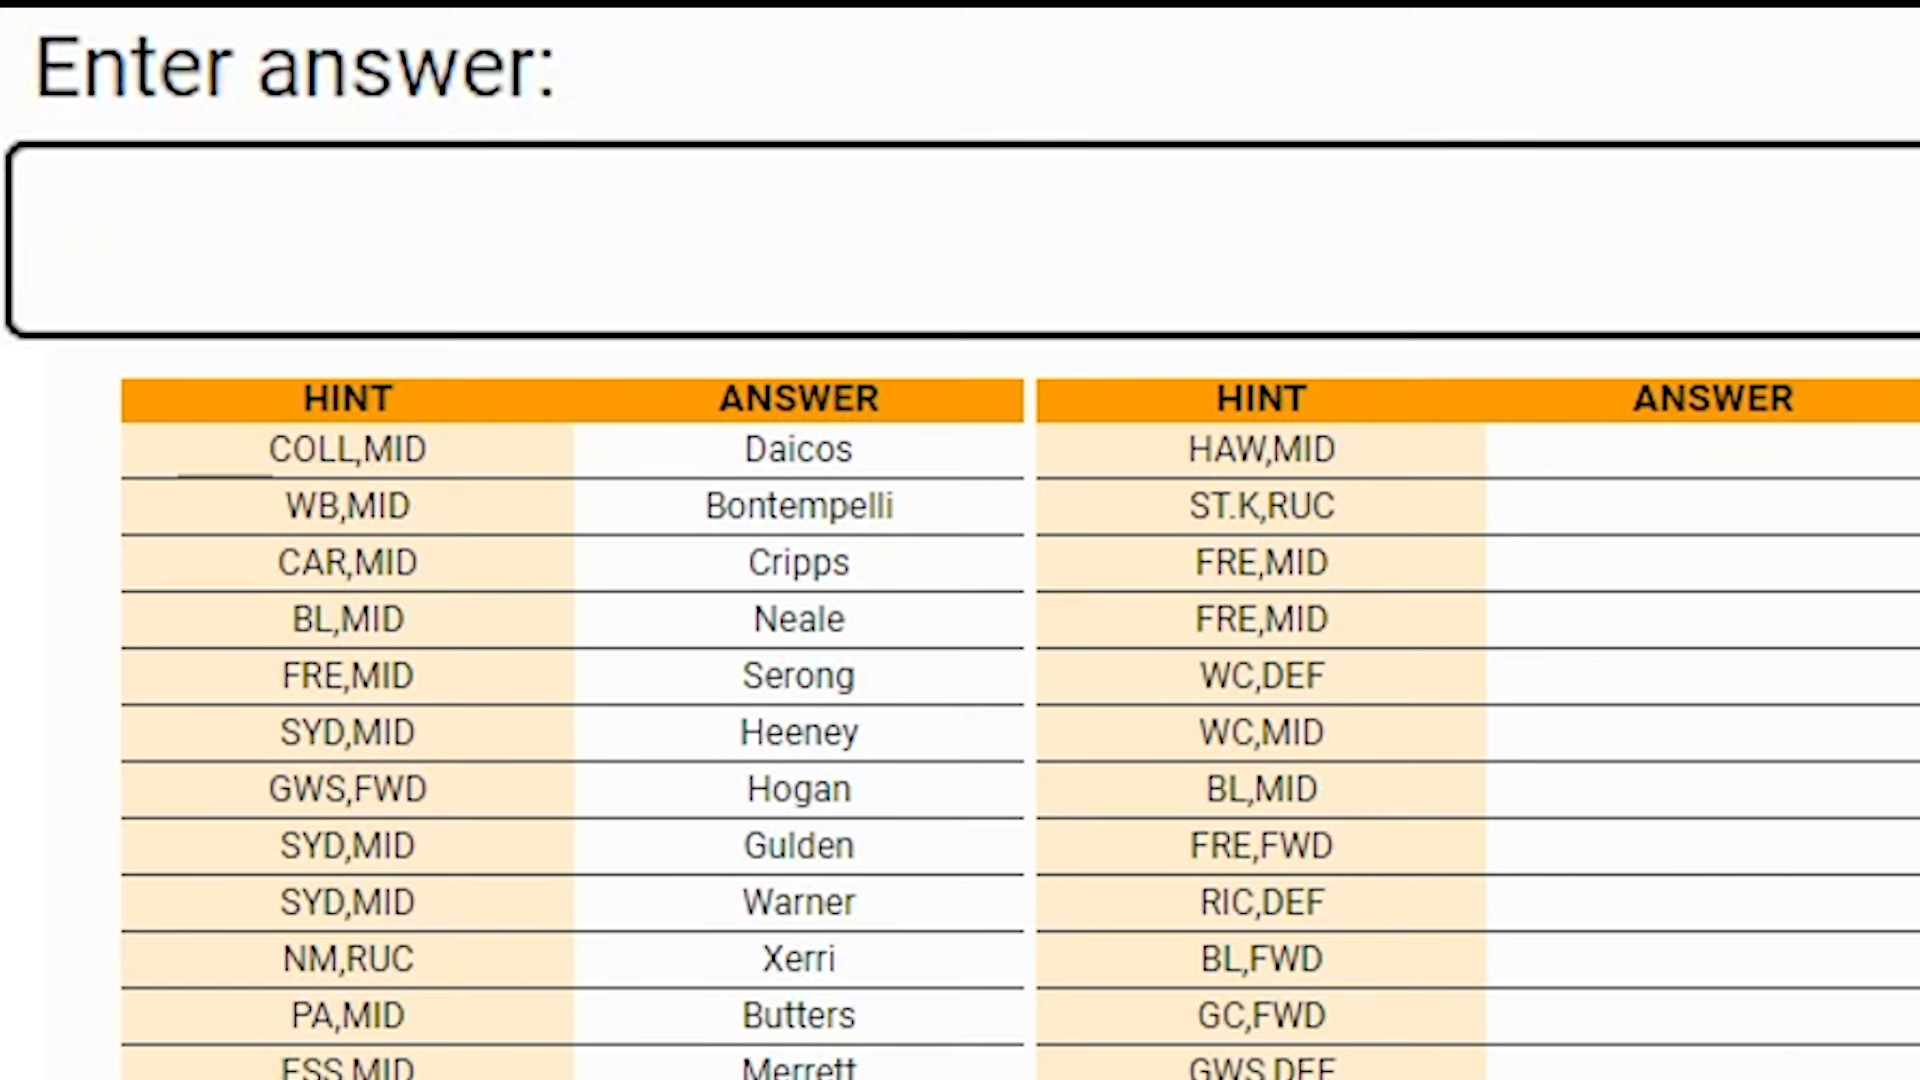 Enter answer:
HINT ANSWER HINT ANSWER
COLL,MID Daicos HAW,MID
WB,MID Bontempelli ST.K,RUC
CAR,MID Cripps FRE,MID
BL,MID Neale FRE,MID
FRE,MID Serong WC,DEF
SYD,MID Heeney WC,MID
GWS,FWD Hogan BL,MID
SYD,MID Gulden FRE,FWD
SYD,MID Warner RIC,DEF
NM,RUC Xerri BL,FWD
PA,MID Butters GC,FWD
ESS,MID Merrett GWS,DEF